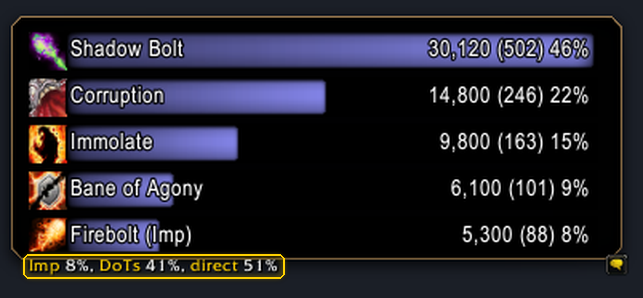 Shadow Bolt 30,120 (502) 46%
Corruption 14,800 (246) 22%
Immolate 9,800 (163) 15%
Bane of Agony 6,100 (101) 9%
Firebolt (Imp) 5,300 (88) 8%
Imp 8%, DoTs 41%, direct 51%